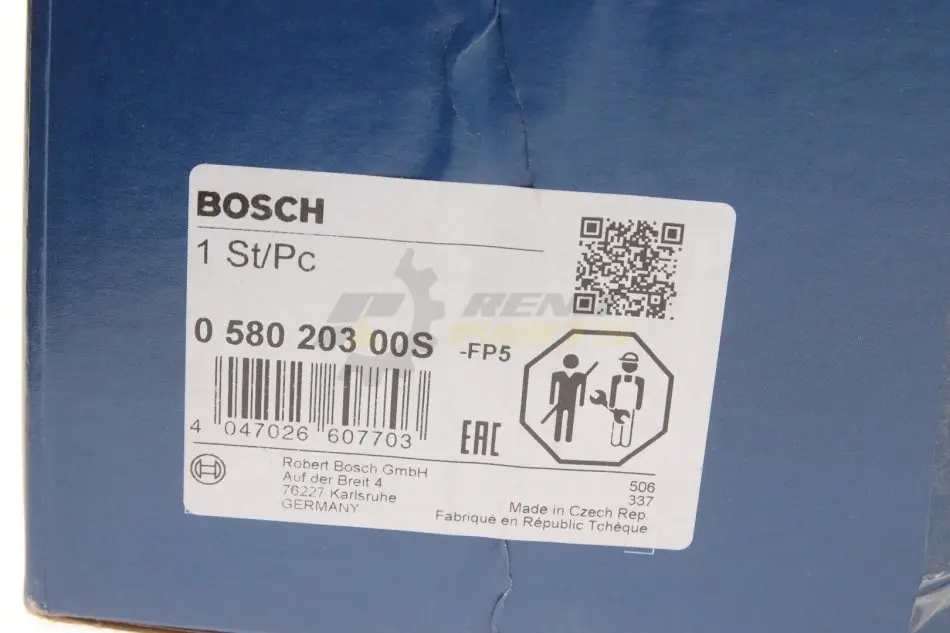 BOSCH
1 St/Pc
0 580 203 00S -FP5
4 047026 607703
EAC
Robert Bosch GmbH
Auf der Breit 4
76227 Karlsruhe
GERMANY
506
337
Made in Czech Rep.
Fabriqué en Républic Tchèque